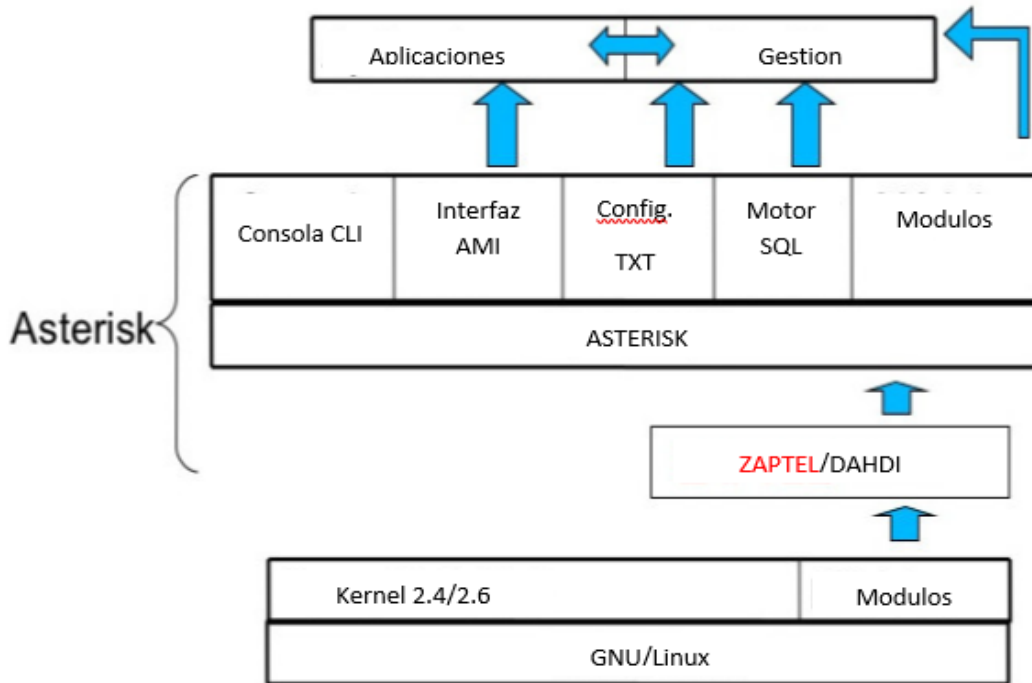 Aplicaciones
Gestion
Consola CLI
Interfaz
AMI
Config.
TXT
Motor
SQL
Modulos
Asterisk
ASTERISK
ZAPTEL/DAHDI
Kernel 2.4/2.6
Modulos
GNU/Linux